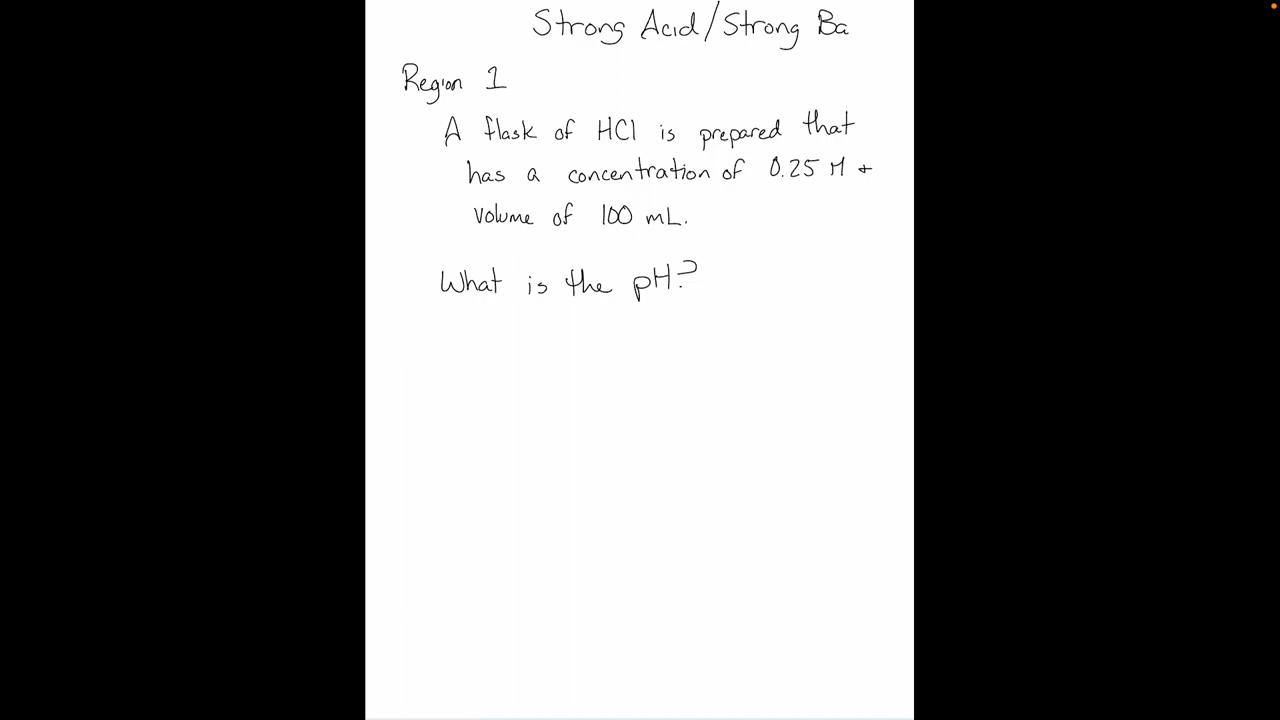 Strong Acid/Strong Ba
Region 1
A flask of HCl is prepared that
has a concentration of 0.25 M +
volume of 100 mL.
What is the pH?